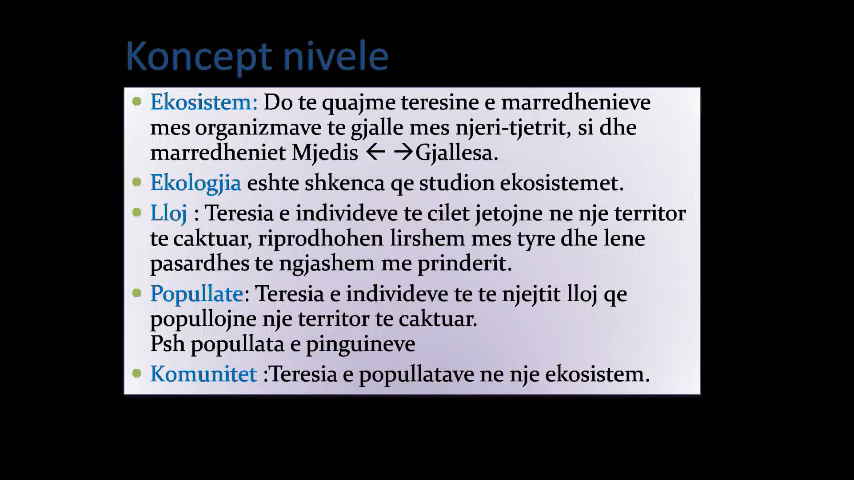 Koncept nivele
Ekosistem: Do te quajme teresine e marredhenieve
mes organizmave te gjalle mes njeri-tjetrit, si dhe
marredheniet Mjedis ← →Gjallesa.
Ekologjia eshte shkenca qe studion ekosistemet.
Lloj : Teresia e individeve te cilet jetojne ne nje territor
te caktuar, riprodhohen lirshem mes tyre dhe lene
pasardhes te ngjashem me prinderit.
Popullate: Teresia e individeve te te njejtit lloj qe
popullojne nje territor te caktuar.
Psh popullata e pinguineve
Komunitet :Teresia e popullatave ne nje ekosistem.